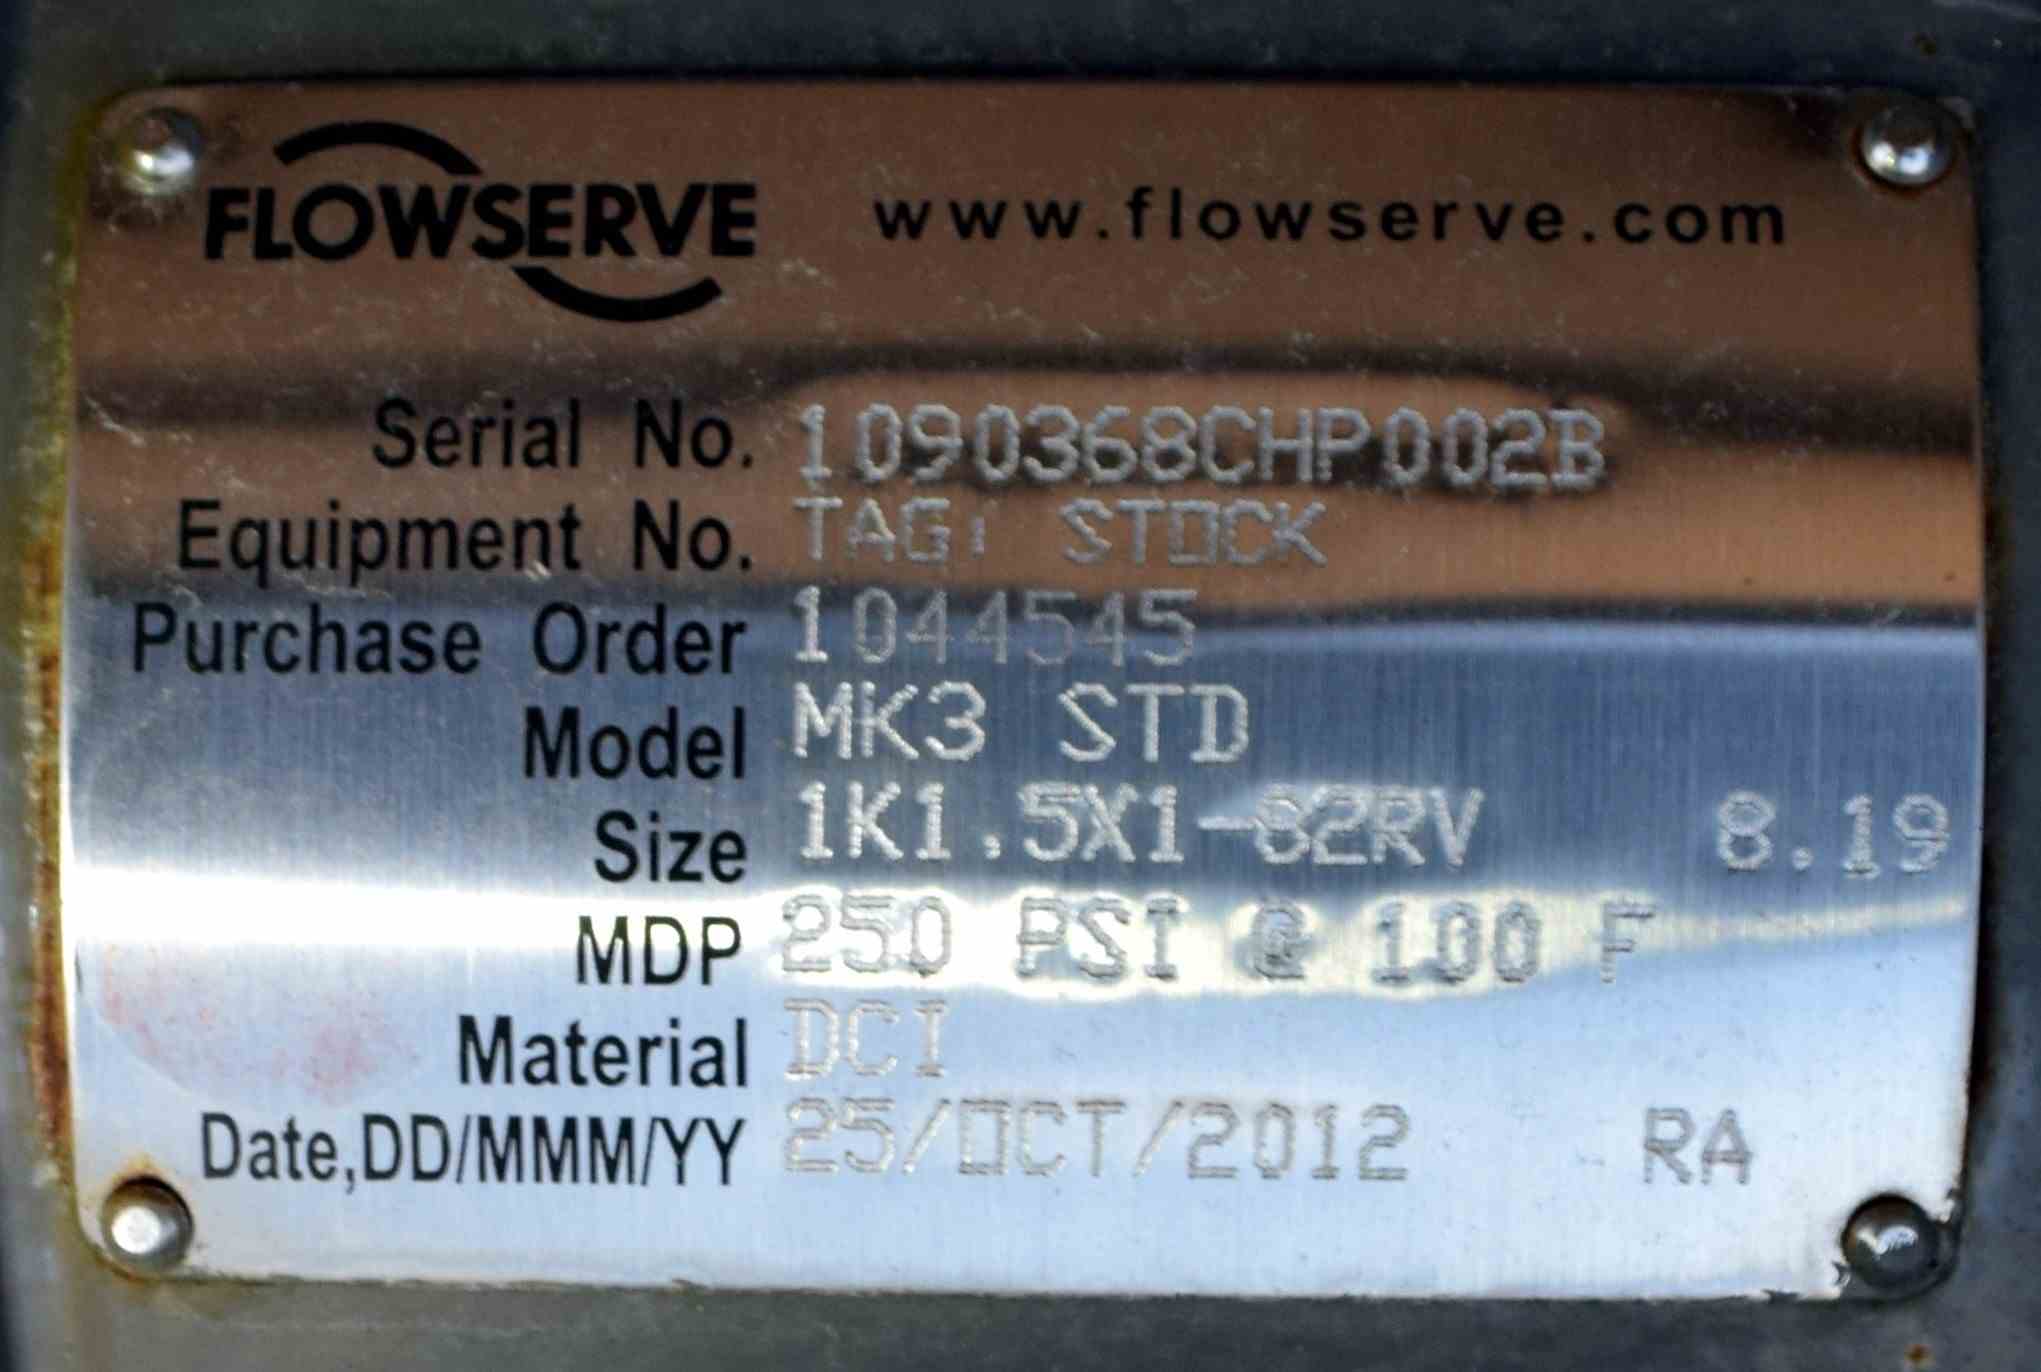 FLOWSERVE www.flowserve.com
Serial No. 1090368CHP002B
Equipment No. TAG: STOCK
Purchase Order 1044545
Model MK3 STD
Size 1K1.5X1-82RV 8.19
MDP 250 PSI @ 100 F
Material DCI
Date,DD/MMM/YY 25/OCT/2012 RA